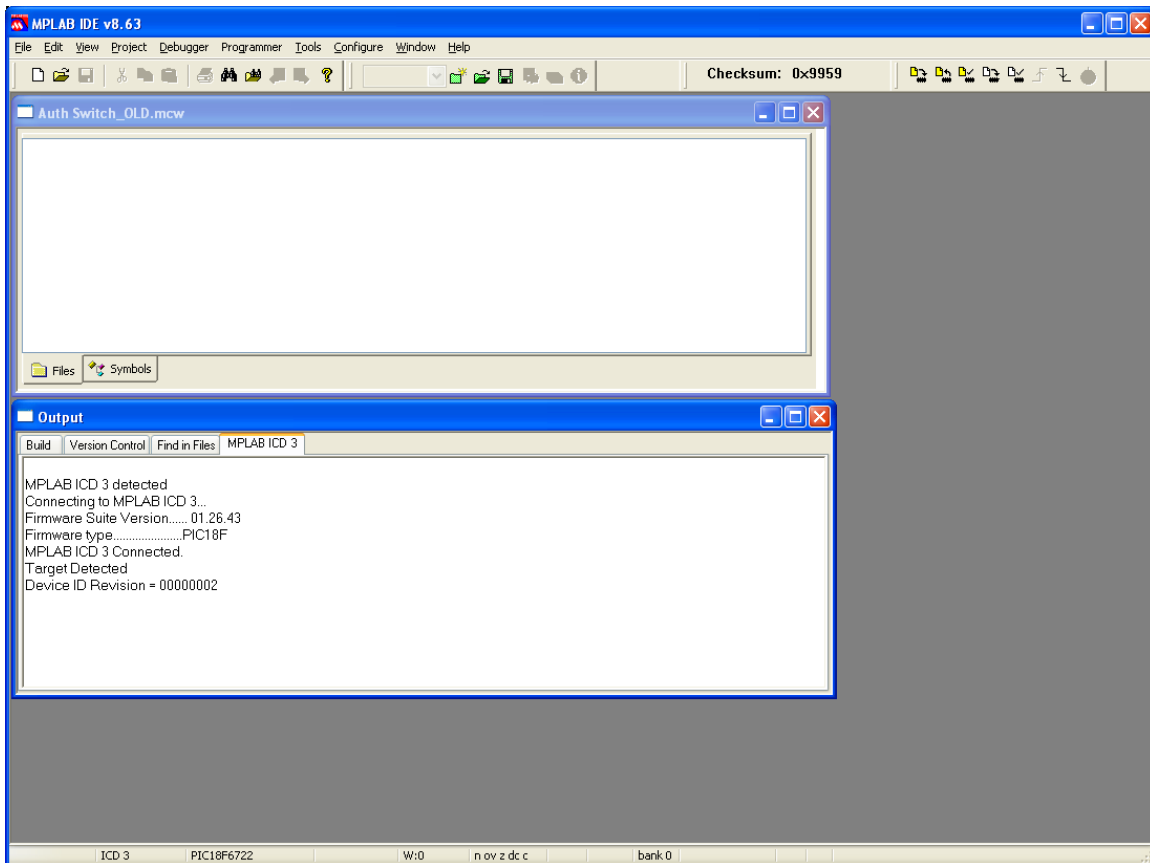 MPLAB IDE v8.63
File Edit View Project Debugger Programmer Tools Configure Window Help
Checksum: 0x9959
Auth Switch_OLD.mcw
Files Symbols
Output
Build Version Control Find in Files MPLAB ICD 3
MPLAB ICD 3 detected
Connecting to MPLAB ICD 3...
Firmware Suite Version...... 01.26.43
Firmware type......................PIC18F
MPLAB ICD 3 Connected.
Target Detected
Device ID Revision = 00000002
ICD 3 PIC18F6722 W:0 n ov z dc c bank 0